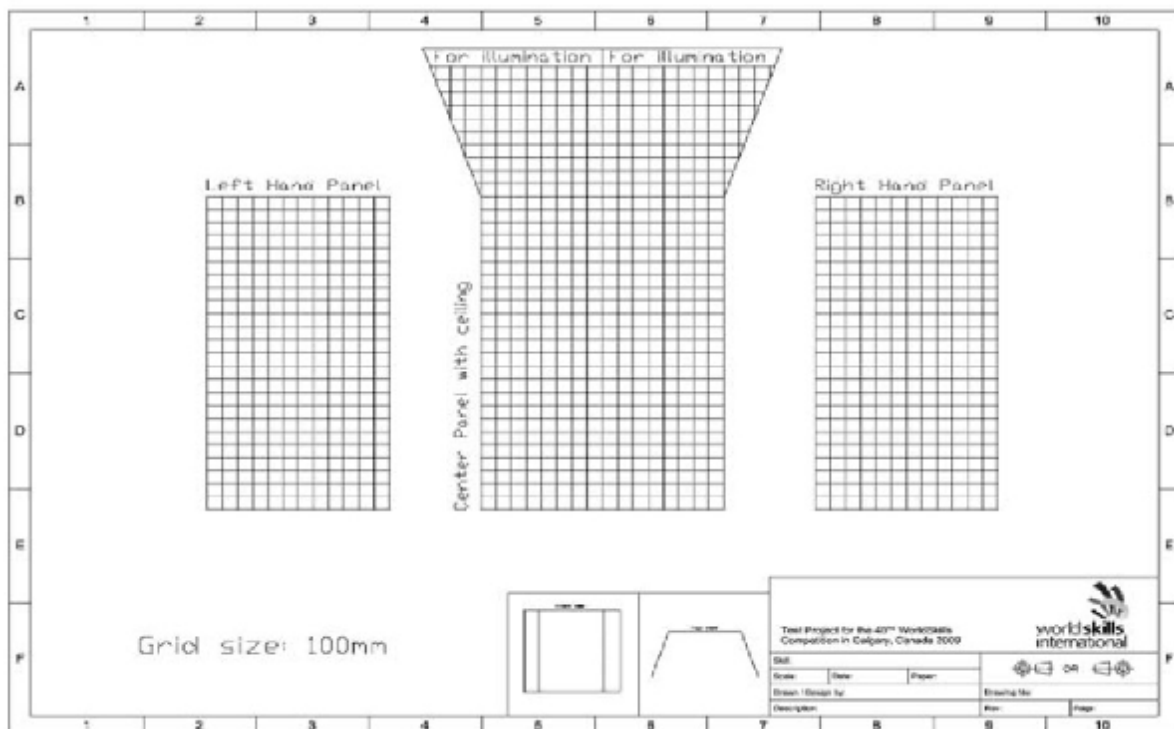 1 2 3 4 5 6 7 8 9 10
For illumination For illumination
A A
Left Hand Panel
Right Hand Panel
B B
Center Panel with ceiling
C C
D D
E E
Grid size: 100mm
Test Project for the 40th WorldSkills
Competition in Calgary, Canada 2009
worldskills
international
F F
Skill:
OR
Scale: Date: Paper:
Drawn / Design by: Drawing No:
Description: Rev: Page:
1 2 3 4 5 6 7 8 9 10